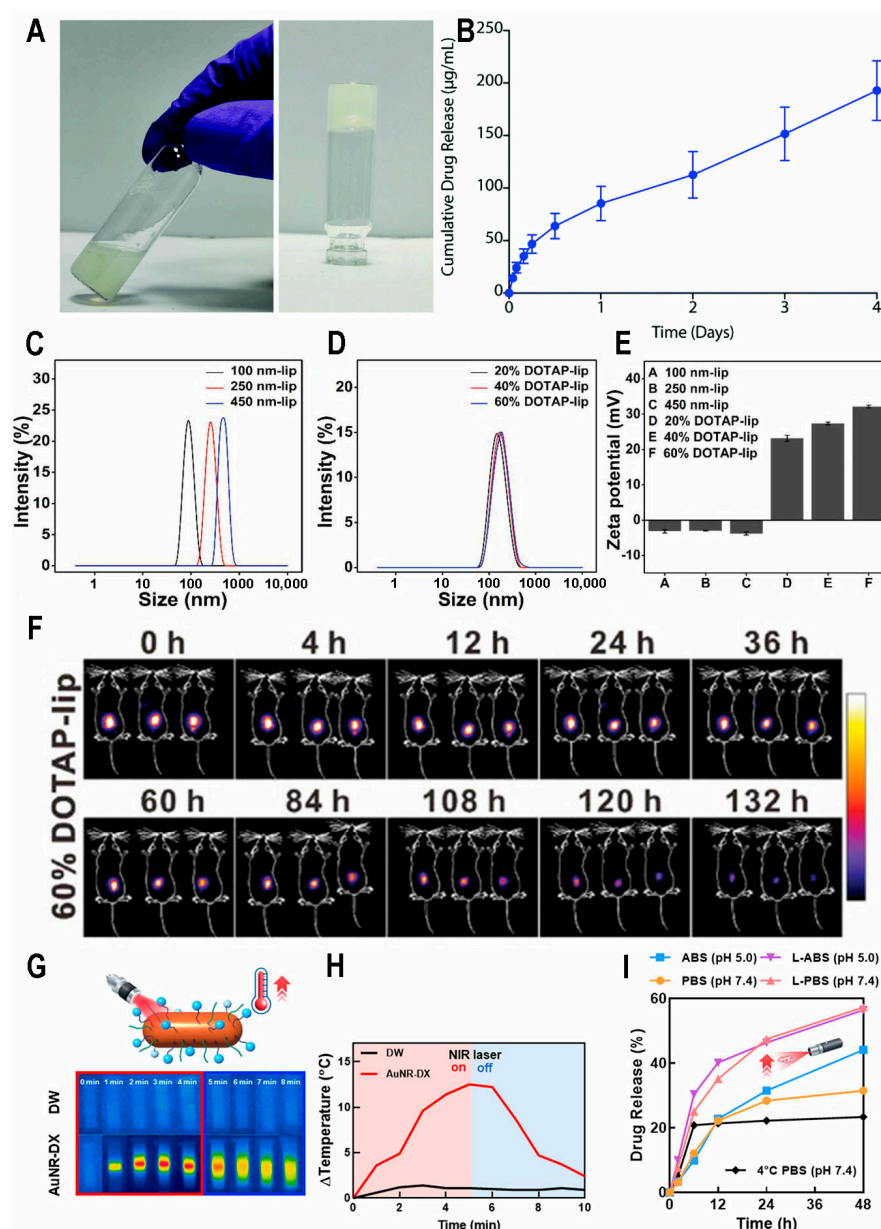 A
B
Cumulative Drug Release (µg/mL)
250
200
150
100
50
0
0
1
2
3
4
Time (Days)
C
100 nm-lip
250 nm-lip
450 nm-lip
Intensity (%)
30
25
20
15
10
5
0
1
10
100
1000
10,000
Size (nm)
D
20% DOTAP-lip
40% DOTAP-lip
60% DOTAP-lip
Intensity (%)
20
15
10
5
0
1
10
100
1000
10,000
Size (nm)
E
A 100 nm-lip
B 250 nm-lip
C 450 nm-lip
D 20% DOTAP-lip
E 40% DOTAP-lip
F 60% DOTAP-lip
Zeta potential (mV)
40
30
20
10
0
-10
A B C D E F
F
60% DOTAP-lip
0 h 4 h 12 h 24 h 36 h
60 h 84 h 108 h 120 h 132 h
G
0 min 1 min 2 min 3 min 4 min 5 min 6 min 7 min 8 min
DW
AuNR-DX
H
DW
AuNR-DX
NIR laser
on off
ΔTemperature (°C)
15
10
5
0
0 2 4 6 8 10
Time (min)
I
ABS (pH 5.0)
L-ABS (pH 5.0)
PBS (pH 7.4)
L-PBS (pH 7.4)
Drug Release (%)
60
40
20
0
4°C PBS (pH 7.4)
0 12 24 36 48
Time (h)